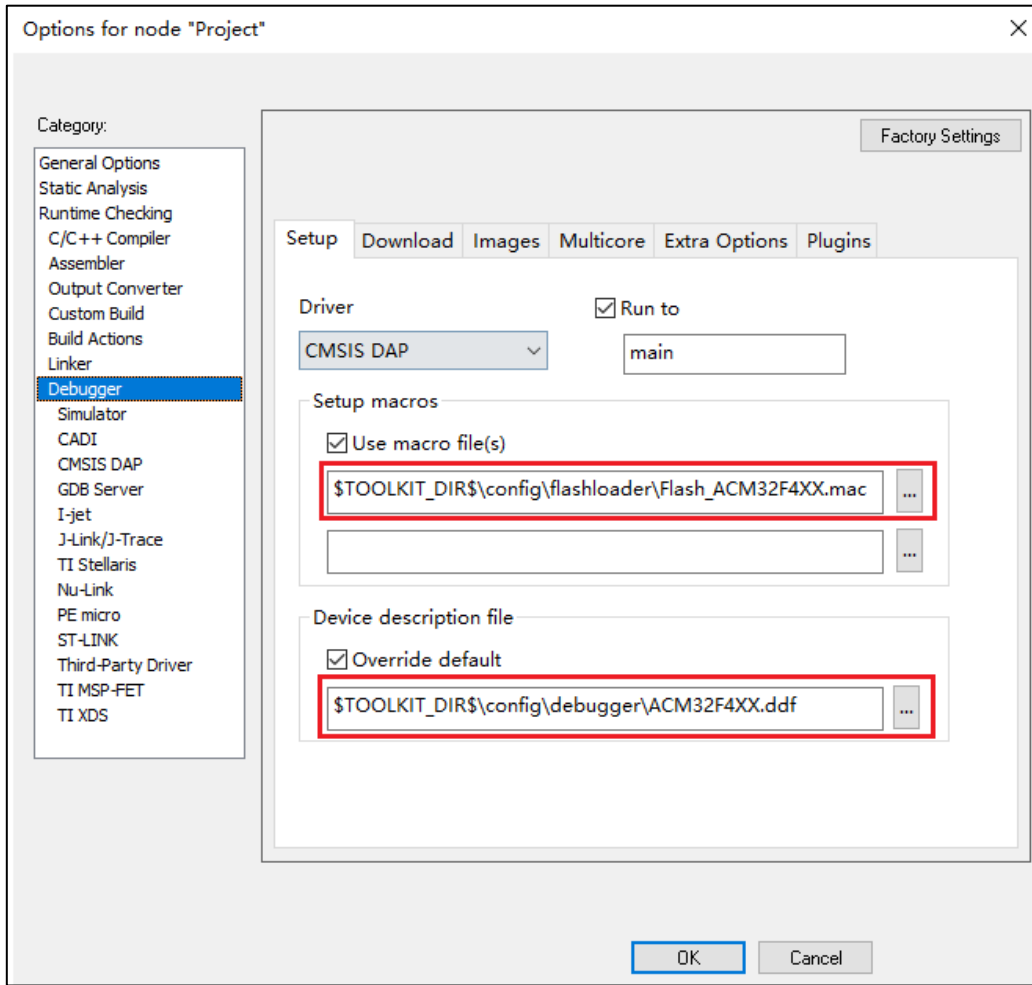 Options for node "Project"
Category:
Factory Settings
General Options
Static Analysis
Runtime Checking
C/C++ Compiler
Assembler
Output Converter
Custom Build
Build Actions
Linker
Debugger
Simulator
CADI
CMSIS DAP
GDB Server
I-jet
J-Link/J-Trace
TI Stellaris
Nu-Link
PE micro
ST-LINK
Third-Party Driver
TI MSP-FET
TI XDS
Setup Download Images Multicore Extra Options Plugins
Driver
Run to
CMSIS DAP
main
Setup macros
Use macro file(s)
$TOOLKIT_DIR$\config\flashloader\Flash_ACM32F4XX.mac
...
...
Device description file
Override default
$TOOLKIT_DIR$\config\debugger\ACM32F4XX.ddf
...
OK
Cancel